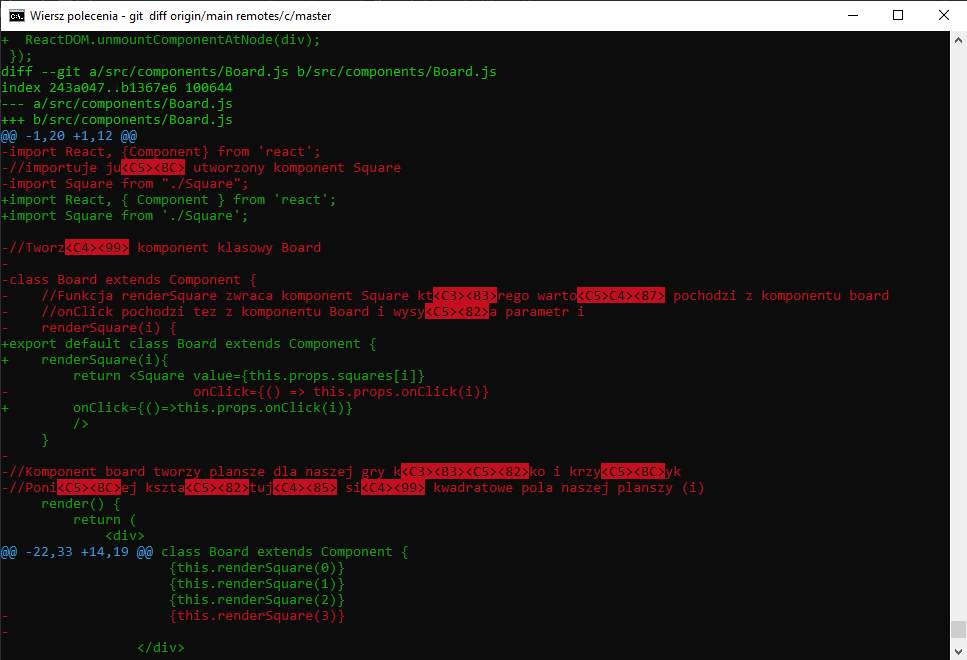 Wiersz polecenia - git  diff origin/main remotes/c/master
+  ReactDOM.unmountComponentAtNode(div);
 });
diff --git a/src/components/Board.js b/src/components/Board.js
index 243a047..b1367e6 100644
--- a/src/components/Board.js
+++ b/src/components/Board.js
@@ -1,20 +1,12 @@
-import React, {Component} from 'react';
-//importuje ju<C5><BC> utworzony komponent Square
-import Square from "./Square";
+import React, { Component } from 'react';
+import Square from './Square';

-//Tworz<C4><99> komponent klasowy Board
-
-class Board extends Component {
-    //Funkcja renderSquare zwraca komponent Square kt<C3><B3>rego warto<C5>C4><87> pochodzi z komponentu board
-    //onClick pochodzi tez z komponentu Board i wysy<C5><82>a parametr i
-    renderSquare(i) {
+export default class Board extends Component {
+    renderSquare(i){
         return <Square value={this.props.squares[i]}
-                       onClick={() => this.props.onClick(i)}
+        onClick={()=>this.props.onClick(i)}
         />
     }
-
-//Komponent board tworzy plansze dla naszej gry k<C3><B3><C5><82>ko i krzy<C5><BC>yk
-//Poni<C5><BC>ej kszta<C5><82>tuj<C4><85> si<C4><99> kwadratowe pola naszej planszy (i)
     render() {
         return (
             <div>
@@ -22,33 +14,19 @@ class Board extends Component {
                     {this.renderSquare(0)}
                     {this.renderSquare(1)}
                     {this.renderSquare(2)}
-                    {this.renderSquare(3)}
-
                 </div>